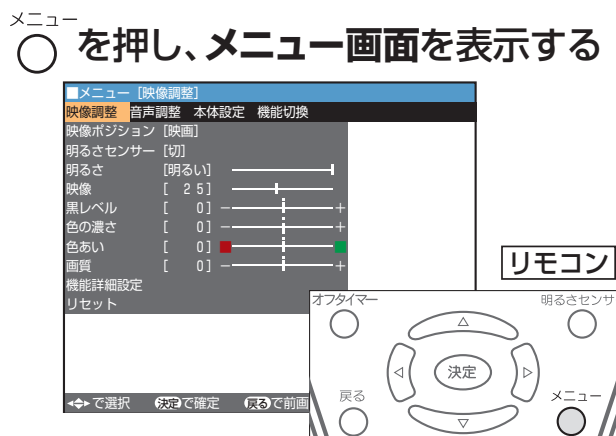 メニュー
を押し、メニュー画面を表示する
■メニュー [映像調整]
映像調整 音声調整 本体設定 機能切換
映像ポジション [映画]
明るさセンサー [切]
明るさ [明るい]
映像 [ 25]
黒レベル [ 0] - +
色の濃さ [ 0] - +
色あい [ 0]
画質 [ 0] - +
機能詳細設定
リセット
で選択 決定で確定 戻るで前画
リモコン
オフタイマー
明るさセンサ
決定
戻る
メニュー